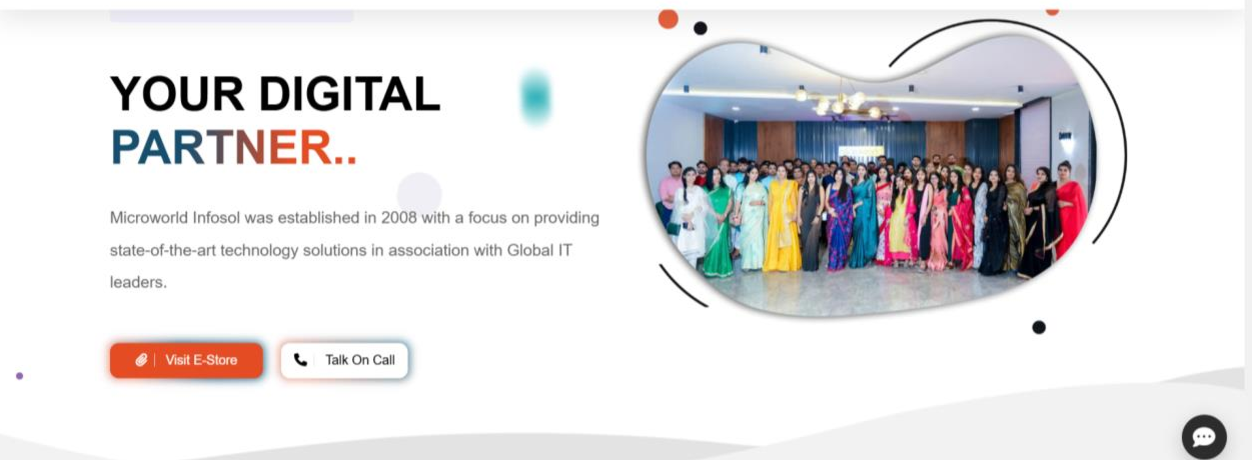 YOUR DIGITAL
PARTNER..
Microworld Infosol was established in 2008 with a focus on providing
state-of-the-art technology solutions in association with Global IT
leaders.
Visit E-Store
Talk On Call